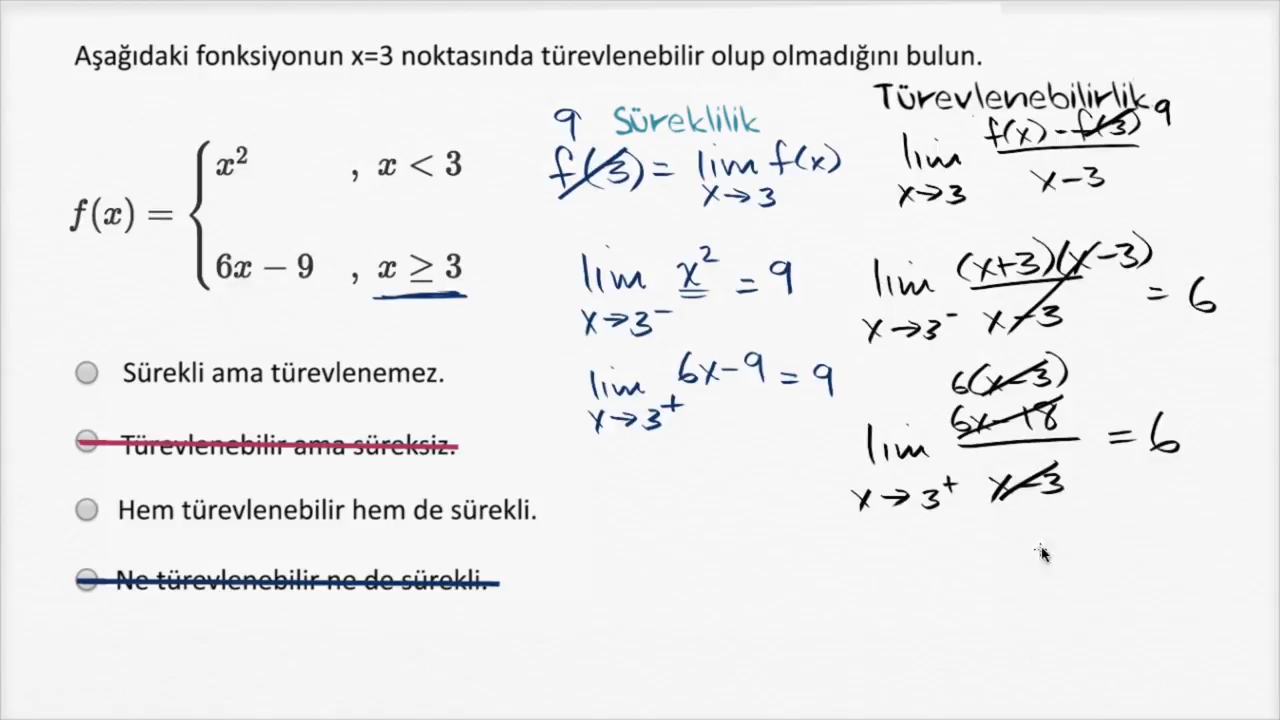 Aşağıdaki fonksiyonun x=3 noktasında türevlenebilir olup olmadığını bulun.
f(x) = { x² , x < 3
6x − 9 , x ≥ 3
Sürekli ama türevlenemez.
Türevlenebilir ama süreksiz.
Hem türevlenebilir hem de sürekli.
Ne türevlenebilir ne de sürekli.
Süreklilik
9
f(3) = lim f(x)
x→3
lim x² = 9
x→3⁻
lim 6x−9 = 9
x→3⁺
Türevlenebilirlik
9
lim f(x) − f(3)
x→3 x−3
lim (x+3)(x−3)
= 6
x→3⁻ x−3
6(x−3)
lim 6x−18 = 6
x→3⁺ x−3